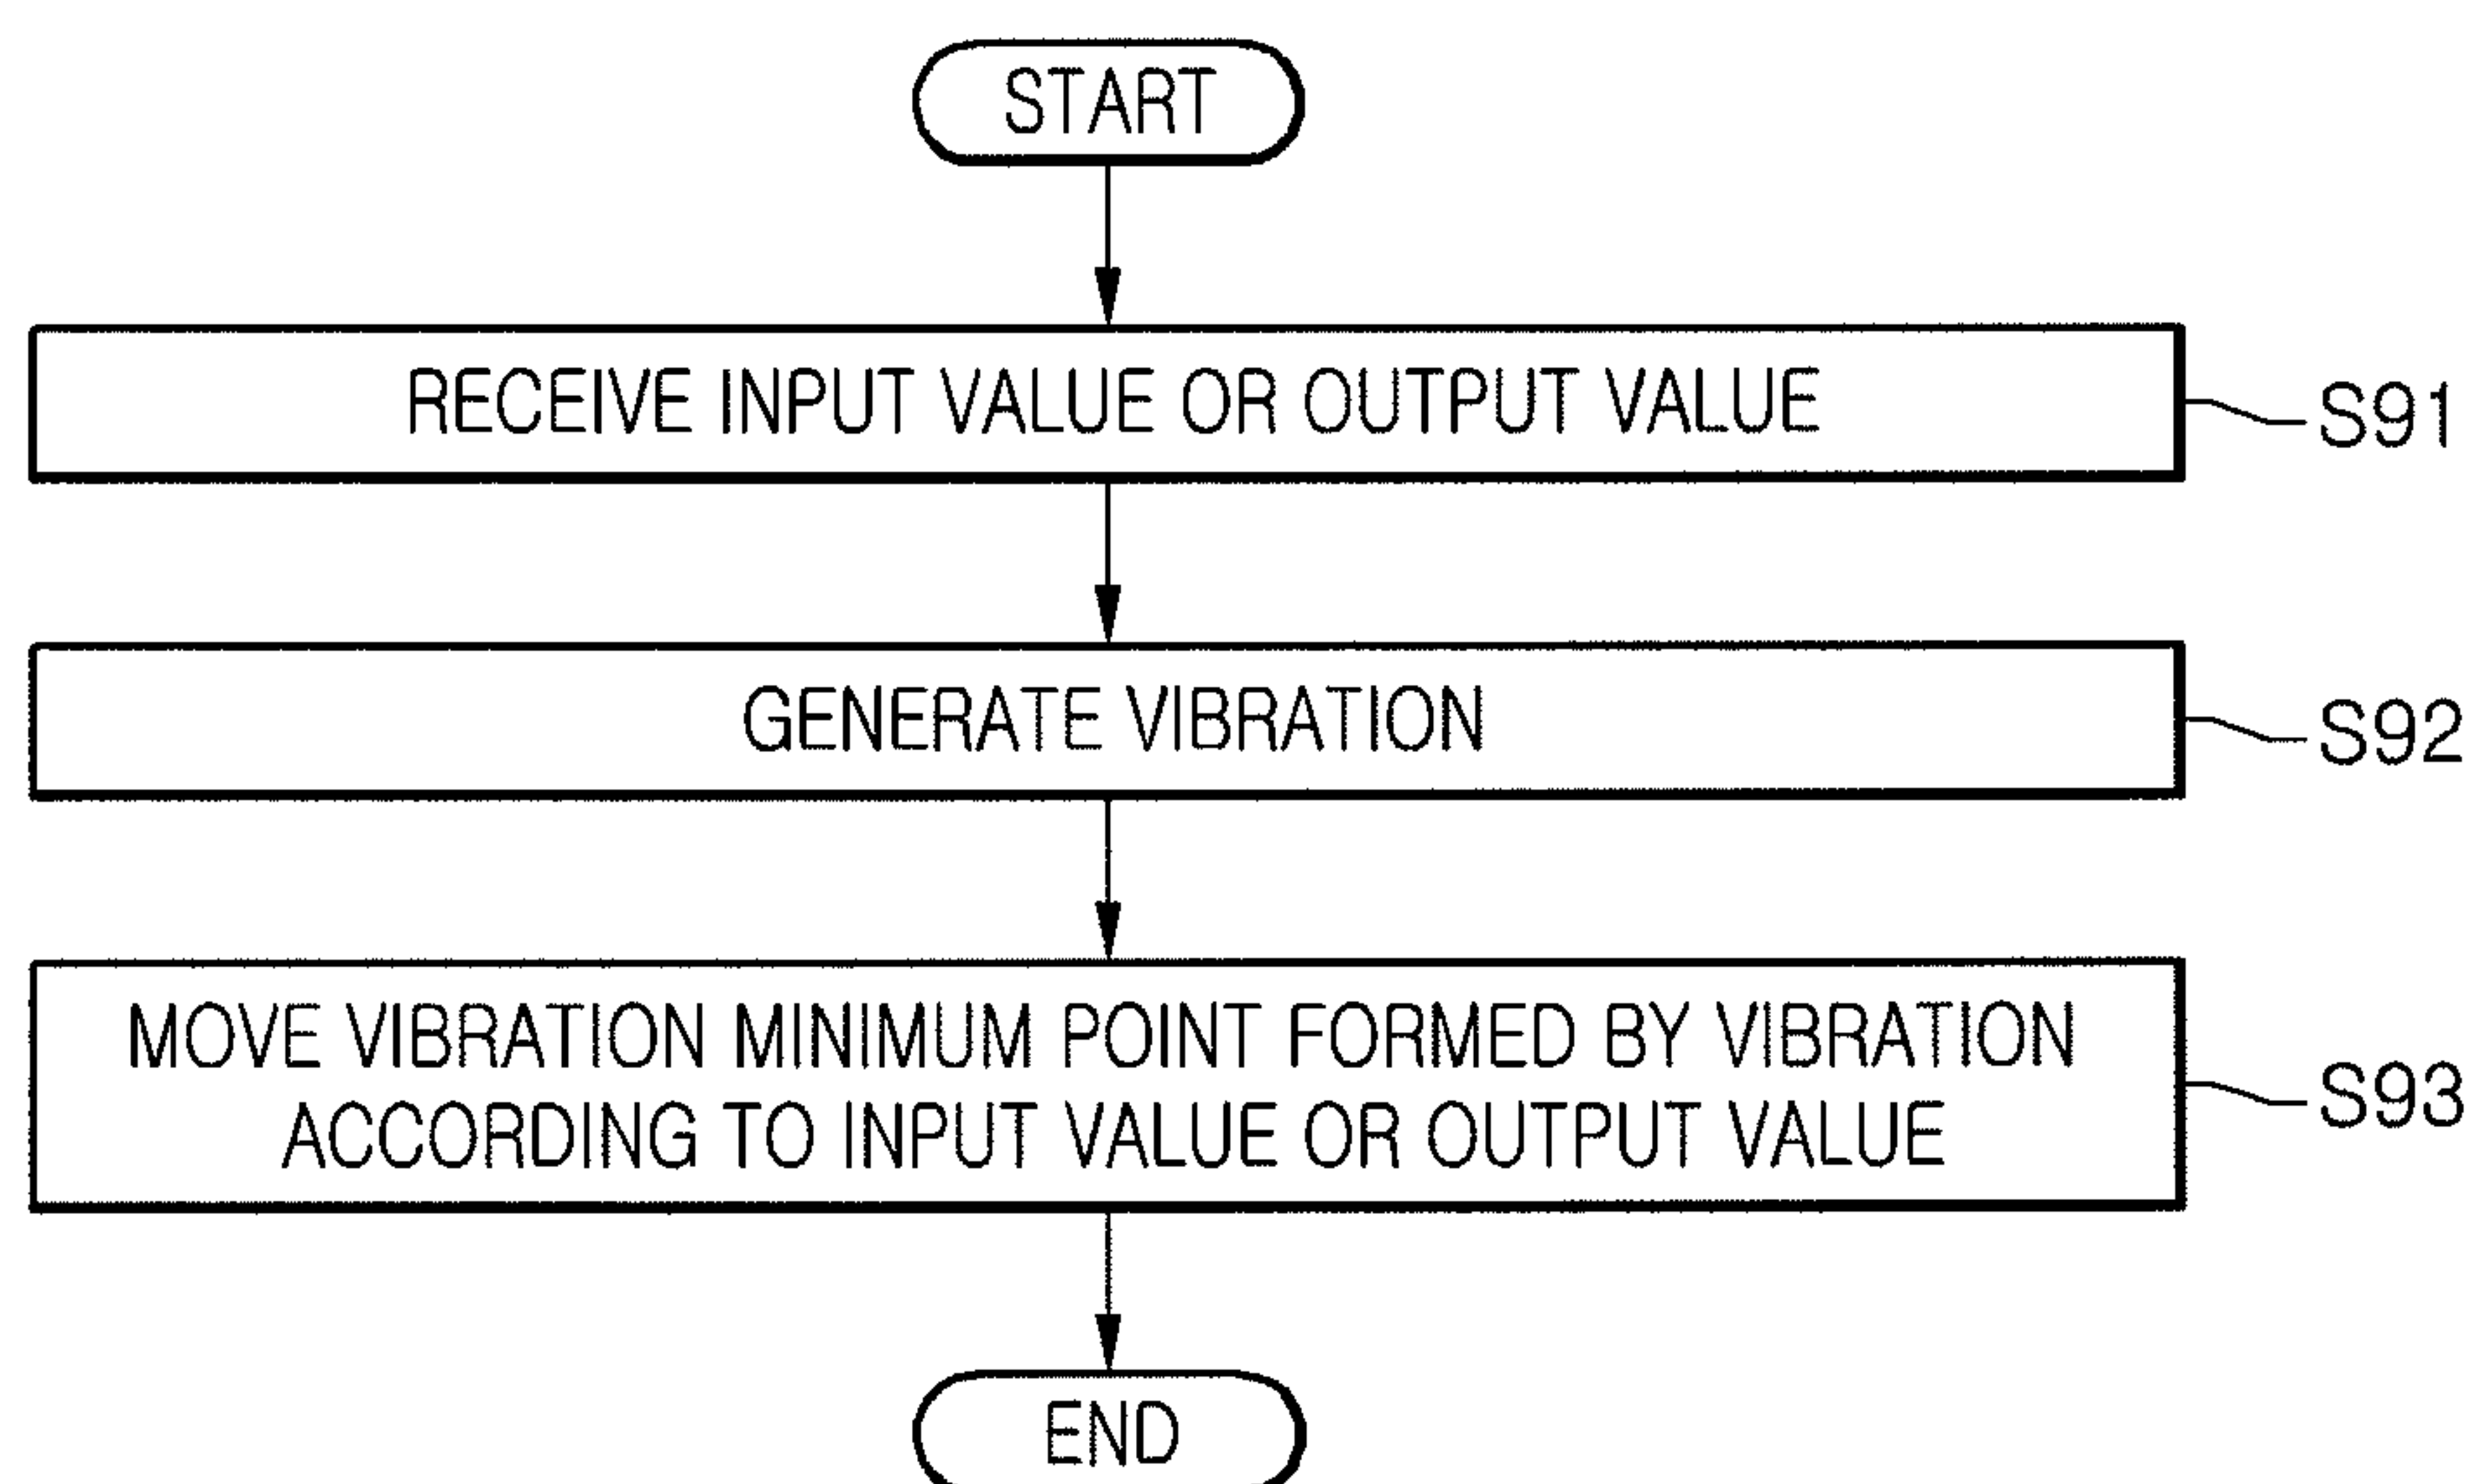 START
RECEIVE INPUT VALUE OR OUTPUT VALUE
S91
GENERATE VIBRATION
S92
MOVE VIBRATION MINIMUM POINT FORMED BY VIBRATION
ACCORDING TO INPUT VALUE OR OUTPUT VALUE
S93
END